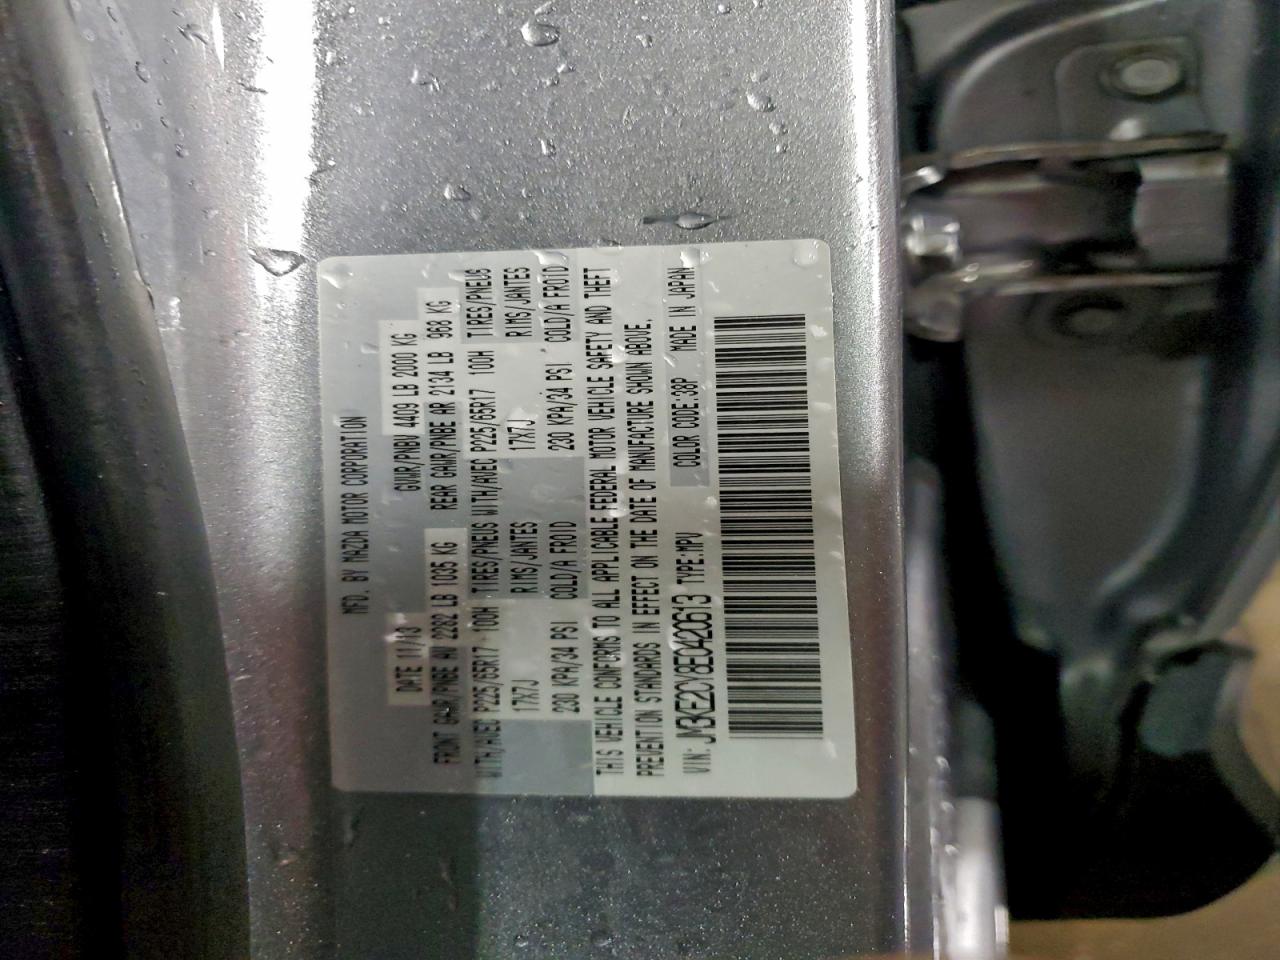 MFD. BY MAZDA MOTOR CORPORATION
DATE 11/13 GVWR/PNBV 4409 LB 2000 KG
FRONT GAWR/PNBE AV 2282 LB 1035 KG REAR GAWR/PNBE AR 2134 LB 968 KG
WITH/AVEC P225/65R17 100H TIRES/PNEUS WITH/AVEC P225/65R17 100H TIRES/PNEUS
17X7J RIMS/JANTES 17X7J RIMS/JANTES
230 KPA/34 PSI COLD/A FROID 230 KPA/34 PSI COLD/A FROID
THIS VEHICLE CONFORMS TO ALL APPLICABLE FEDERAL MOTOR VEHICLE SAFETY AND THEFT
PREVENTION STANDARDS IN EFFECT ON THE DATE OF MANUFACTURE SHOWN ABOVE.
VIN: JM3KE2CY8E0420613 TYPE:MPV COLOR CODE:38P MADE IN JAPAN